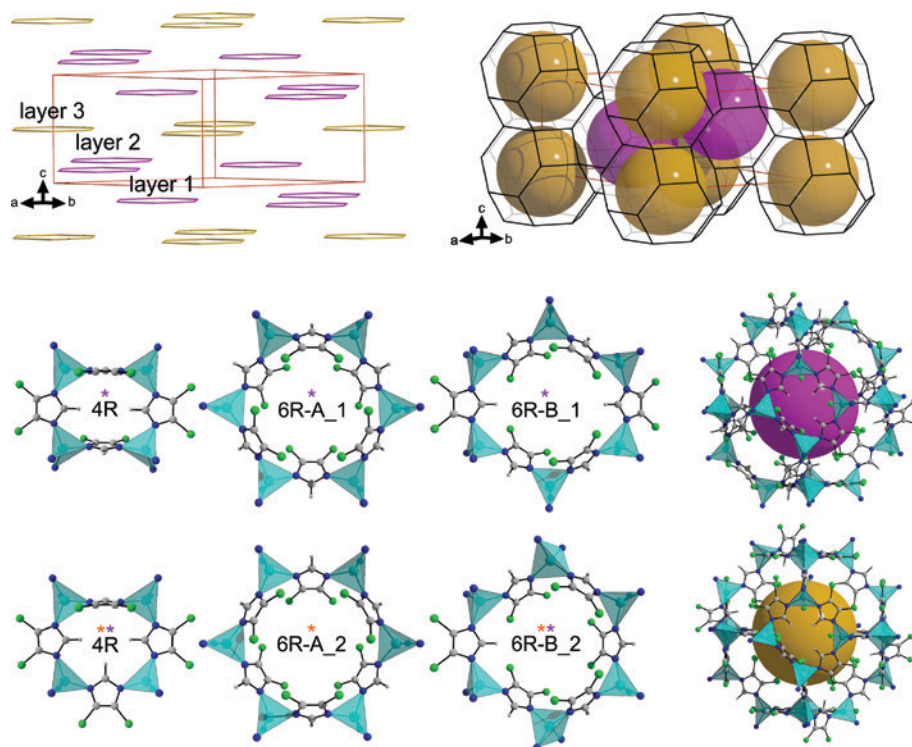 layer 3
layer 2
layer 1
c
a b
c
a b
*
4R
*
6R-A_1
*
6R-B_1
**
4R
*
6R-A_2
**
6R-B_2